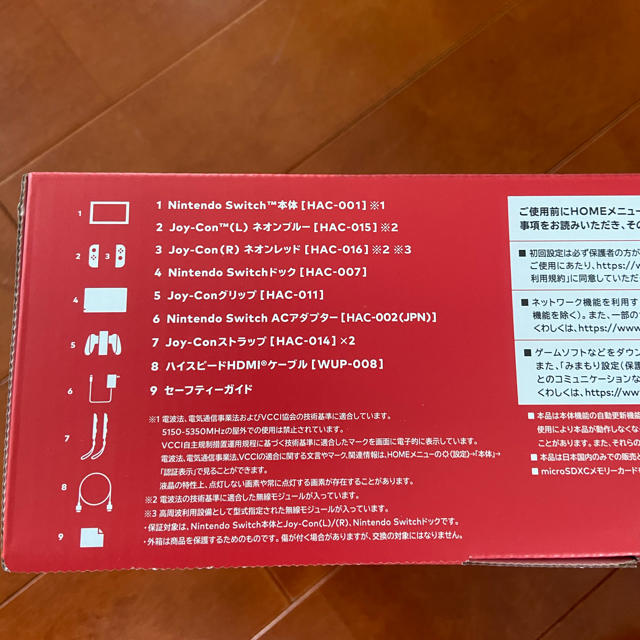 1 Nintendo Switch™本体 [HAC-001] ※1
2 Joy-Con™(L) ネオンブルー [HAC-015] ※2
3 Joy-Con(R) ネオンレッド [HAC-016] ※2 ※3
4 Nintendo Switchドック [HAC-007]
5 Joy-Conグリップ [HAC-011]
6 Nintendo Switch ACアダプター [HAC-002(JPN)]
7 Joy-Conストラップ [HAC-014] ×2
8 ハイスピードHDMI®ケーブル [WUP-008]
9 セーフティーガイド
1
2
3
4
5
6
7
8
9
※1 電波法、電気通信事業法およびVCCI協会の技術基準に適合しています。
5150-5350MHzの屋外での使用は禁止されています。
VCCI自主規制措置運用規程に基づく技術基準に適合したマークを画面に電子的に表示しています。
電波法、電気通信事業法、VCCIの適合に関する文言やマーク、関連情報は、HOMEメニューの(設定)→「本体」→
「認証表示」で見ることができます。
液晶の特性上、点灯しない画素や常に点灯する画素が存在することがあります。
※2 電波法の技術基準に適合した無線モジュールが入っています。
※3 高周波利用設備として型式指定された無線モジュールが入っています。
・保証対象は、Nintendo Switch本体とJoy-Con(L)/(R)、Nintendo Switchドックです。
・外箱は商品を保護するためのものです。傷が付く場合がありますが、交換の対象にはなりません。
ご使用前にHOMEメニュー
事項をお読みいただき、その
■ 初回設定は必ず保護者の方が
ご使用にあたり、https://w
利用規約」に同意していただ
■ ネットワーク機能を利用す
機能を除く)。また、一部の
くわしくは、https://www
■ ゲームソフトなどをダウン
また、「みまもり設定(保護
とのコミュニケーションな
くわしくは、https://ww
■ 本品は本体機能の自動更新機能
使用により本品が動作しなくな
ことがあります。また、それらの
■ 本品は日本国内のみでの販売と
■ microSDXCメモリーカード